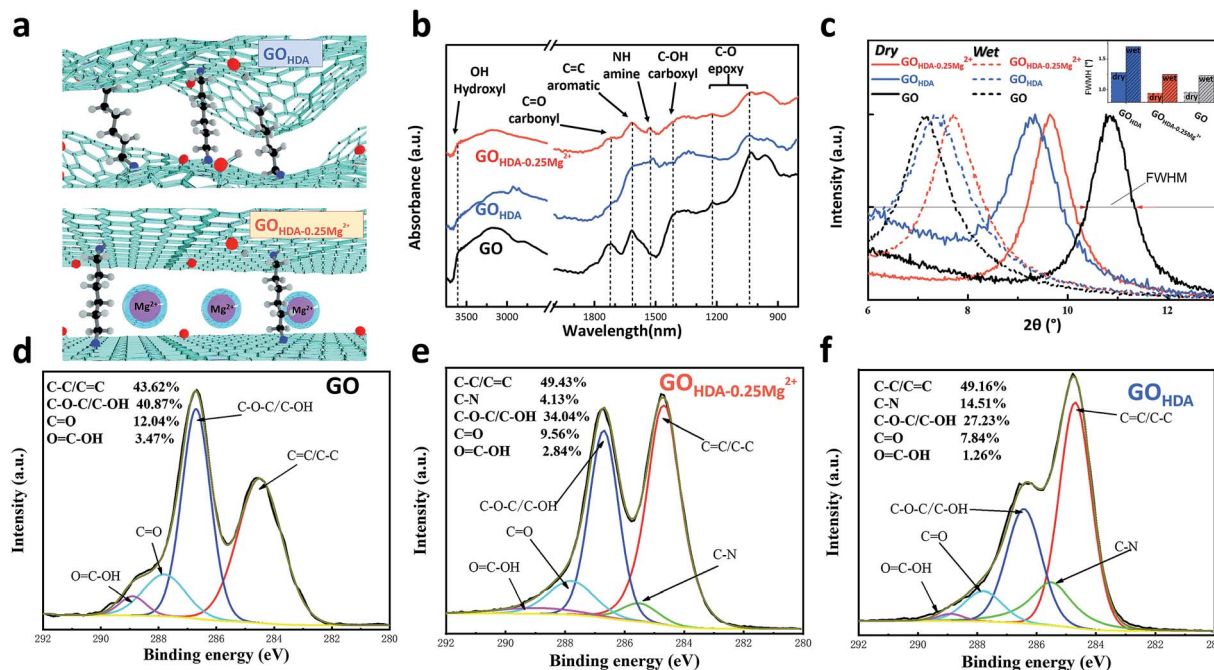 a
GO_HDA
GO_HDA-0.25Mg²⁺
Mg²⁺
Mg²⁺
Mg²⁺
b
OH
Hydroxyl
C=O
carbonyl
C=C
aromatic
NH
amine
C-OH
carboxyl
C-O
epoxy
GO_HDA-0.25Mg²⁺
GO_HDA
GO
Absorbance (a.u.)
3500
3000
1800
1500
1200
900
Wavelength(nm)
c
Dry
Wet
GO_HDA-0.25Mg²⁺
GO_HDA-0.25Mg²⁺
GO_HDA
GO_HDA
GO
GO
FWMH (°)
1.5
1.0
dry
wet
dry
wet
dry
wet
GO_HDA
GO_HDA-0.25Mg²⁺
GO
FWHM
Intensity (a.u.)
6
8
10
12
2θ (°)
d
GO
C-C/C=C 43.62%
C-O-C/C-OH 40.87%
C=O 12.04%
O=C-OH 3.47%
C-O-C/C-OH
C=C/C-C
C=O
O=C-OH
Intensity (a.u.)
292 290 288 286 284 282 280
Binding energy (eV)
e
GO_HDA-0.25Mg²⁺
C-C/C=C 49.43%
C-N 4.13%
C-O-C/C-OH 34.04%
C=O 9.56%
O=C-OH 2.84%
C=C/C-C
C-O-C/C-OH
C=O
O=C-OH
C-N
Intensity (a.u.)
292 290 288 286 284 282 280
Binding energy (eV)
f
GO_HDA
C-C/C=C 49.16%
C-N 14.51%
C-O-C/C-OH 27.23%
C=O 7.84%
O=C-OH 1.26%
C=C/C-C
C-O-C/C-OH
C=O
O=C-OH
C-N
Intensity (a.u.)
292 290 288 286 284 282 280
Binding energy (eV)